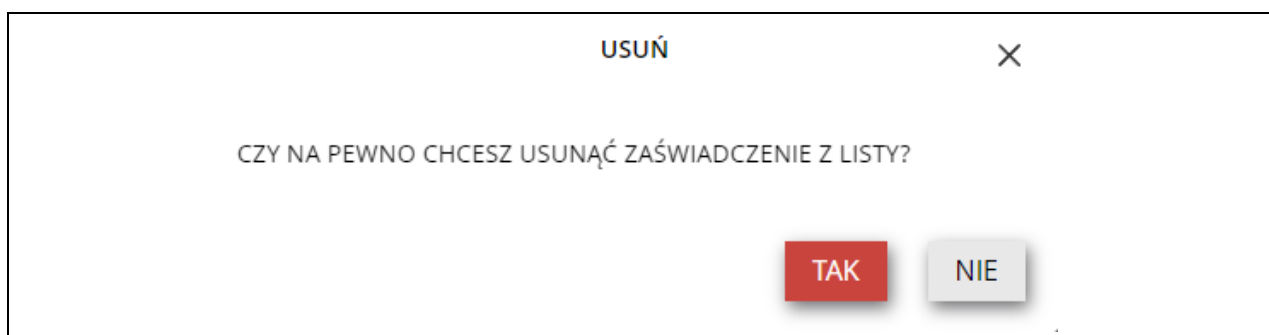 USUŃ
CZY NA PEWNO CHCESZ USUNĄĆ ZAŚWIADCZENIE Z LISTY?
TAK NIE